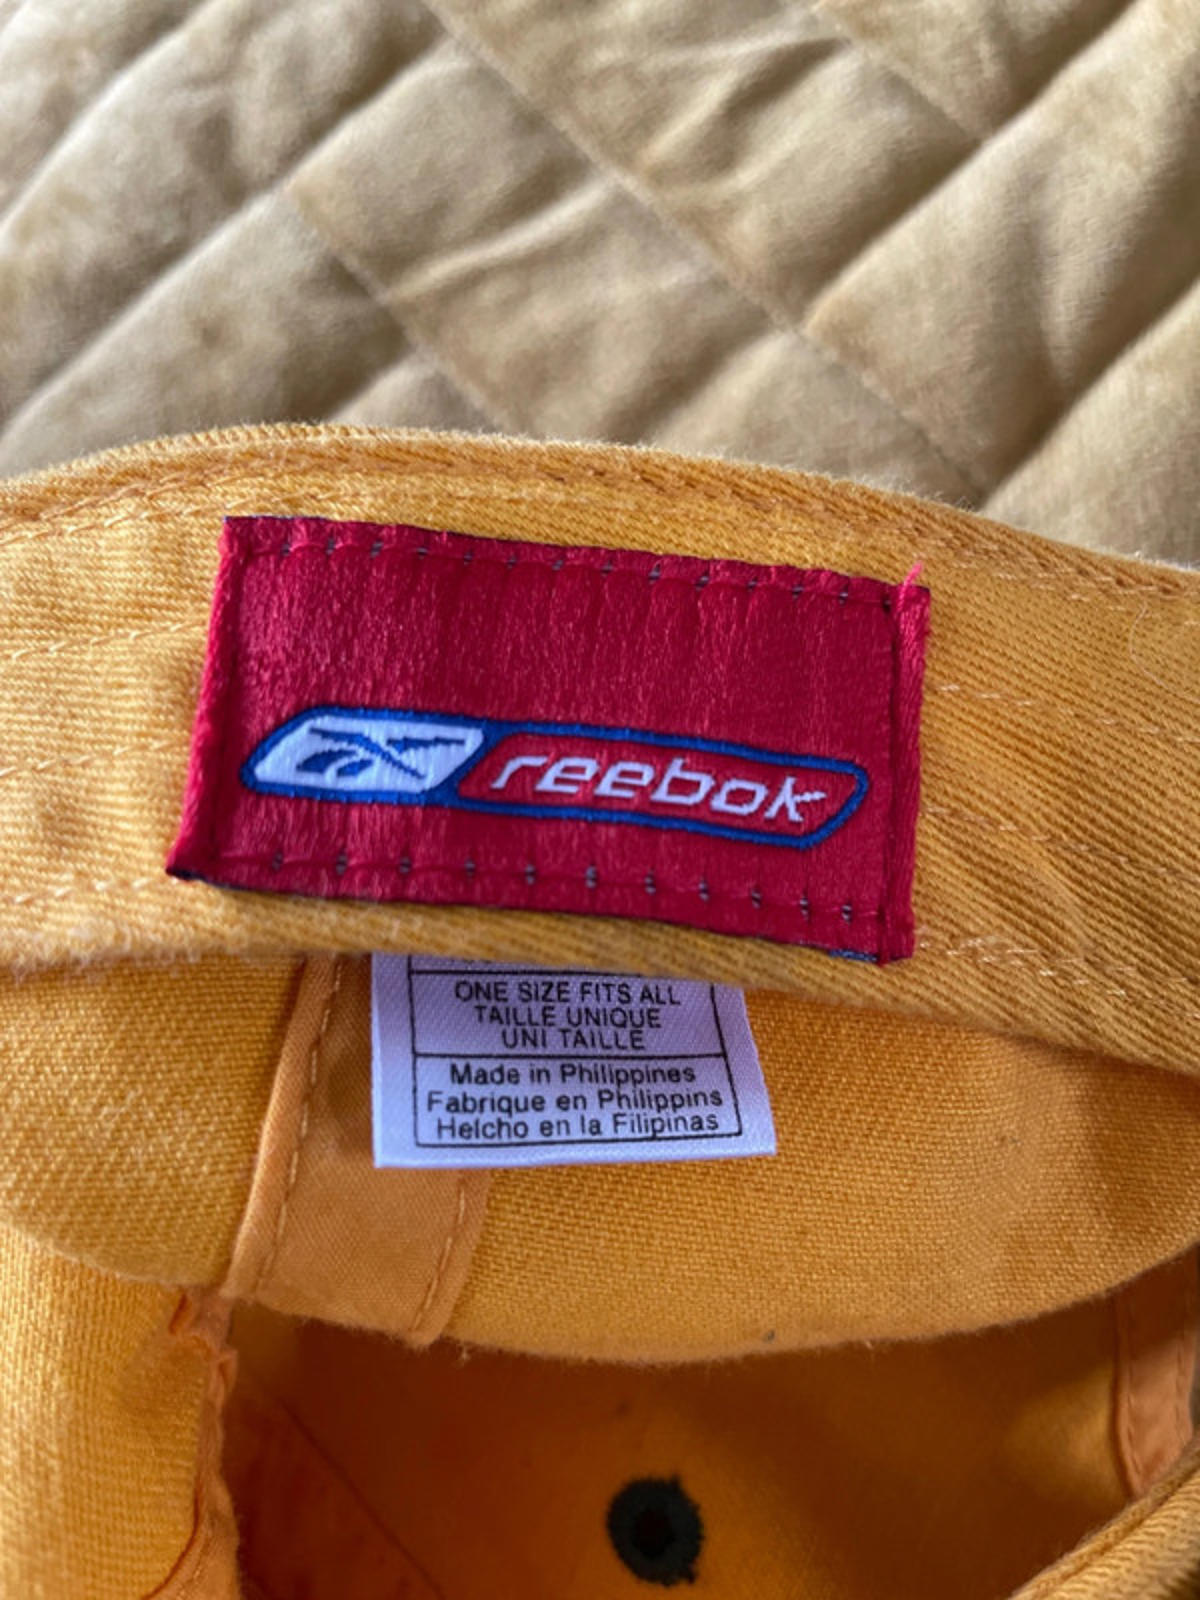 reebok
ONE SIZE FITS ALL
TAILLE UNIQUE
UNI TAILLE
Made in Philippines
Fabrique en Philippins
Helcho en la Filipinas